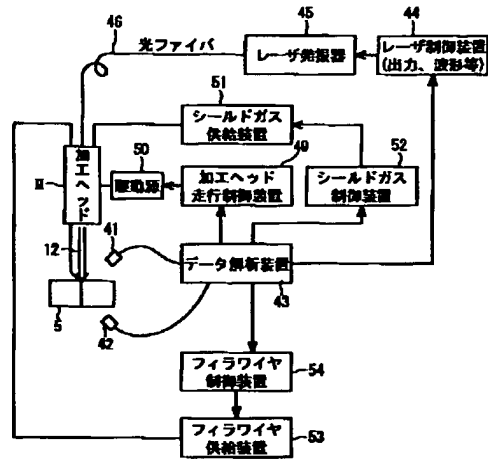 46
45
44
光ファイバ
レーザ発振器
レーザ制御装置
(出力、波形等)
51
シールドガス
供給装置
49
52
50
加工ヘッド
H
駆動源
加工ヘッド
走行制御装置
シールドガス
制御装置
12
41
データ解析装置
43
5
42
フィラワイヤ
制御装置
54
フィラワイヤ
供給装置
53